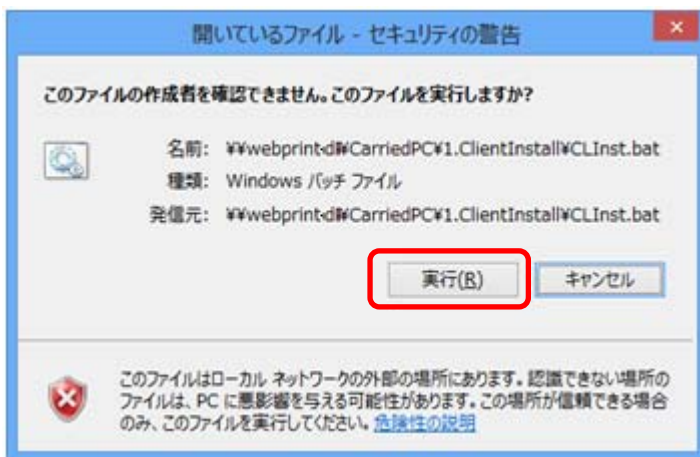 開いているファイル - セキュリティの警告
このファイルの作成者を確認できません。このファイルを実行しますか?
名前: ¥¥webprint-d¥CarriedPC¥1.ClientInstall¥CLInst.bat
種類: Windows バッチ ファイル
発信元: ¥¥webprint-d¥CarriedPC¥1.ClientInstall¥CLInst.bat
実行(R) キャンセル
このファイルはローカル ネットワークの外部の場所にあります。認識できない場所の
ファイルは、PC に悪影響を与える可能性があります。この場所が信頼できる場合
のみ、このファイルを実行してください。危険性の説明